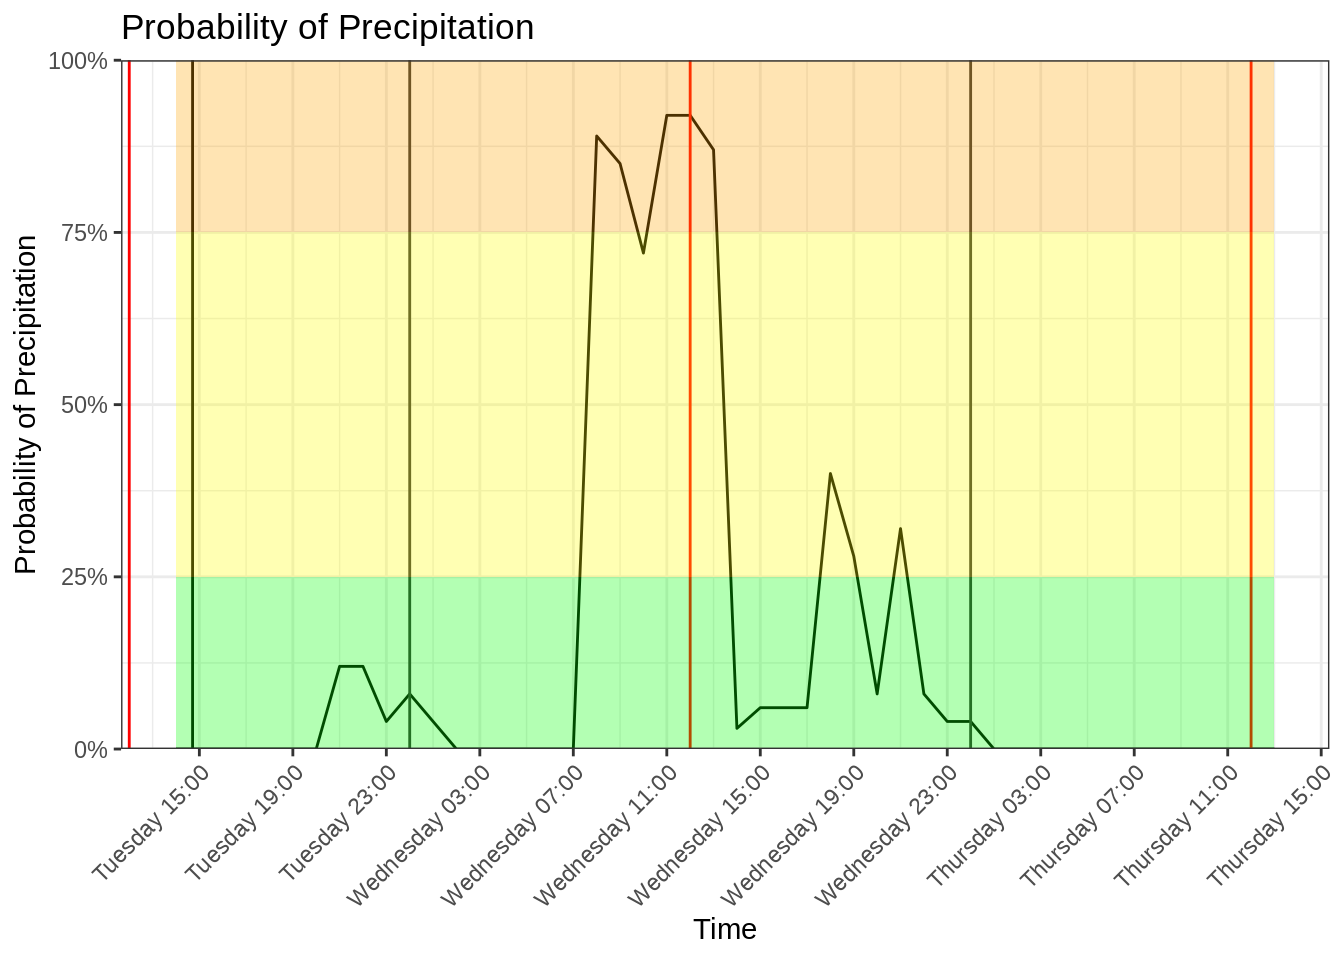 Probability of Precipitation
100%
75%
50%
25%
0%
Probability of Precipitation
Tuesday 15:00
Tuesday 19:00
Tuesday 23:00
Wednesday 03:00
Wednesday 07:00
Wednesday 11:00
Wednesday 15:00
Wednesday 19:00
Wednesday 23:00
Thursday 03:00
Thursday 07:00
Thursday 11:00
Thursday 15:00
Time